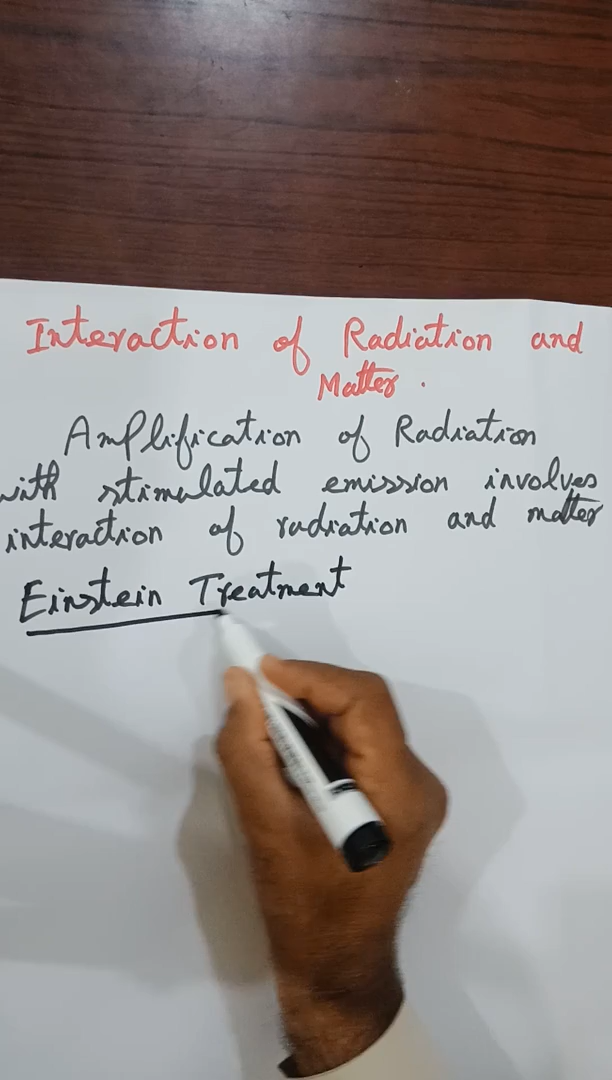 Interaction of Radiation and
Matter.
Amplification of Radiation
with stimulated emission involves
interaction of radiation and matter
Einstein Treatment